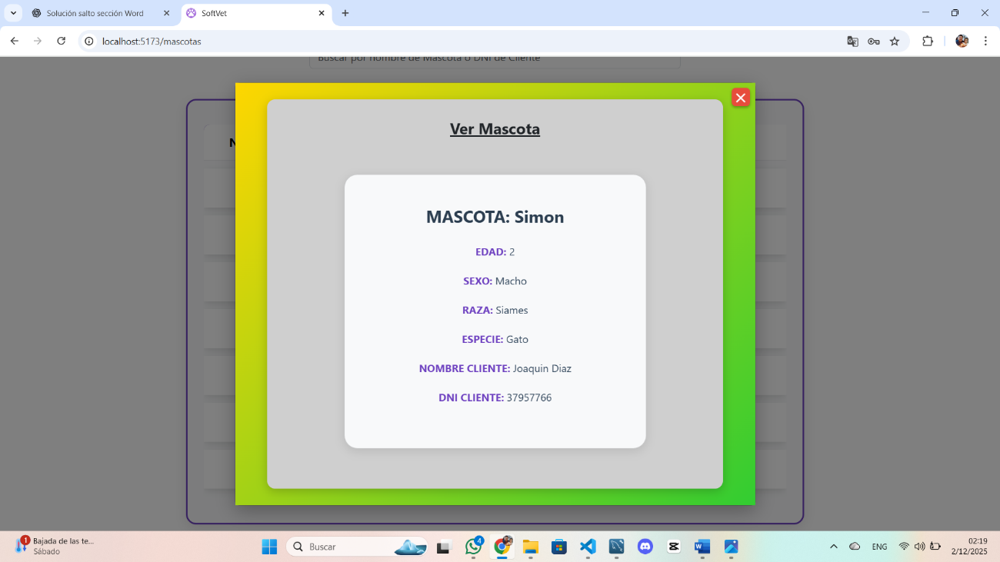 Solución salto sección Word
SoftVet
localhost:5173/mascotas
Buscar por nombre de Mascota o DNI de Cliente
N
Ver Mascota
MASCOTA: Simon
EDAD: 2
SEXO: Macho
RAZA: Siames
ESPECIE: Gato
NOMBRE CLIENTE: Joaquin Diaz
DNI CLIENTE: 37957766
1
Bajada de las te...
Sábado
Buscar
4
ENG
02:19
2/12/2025